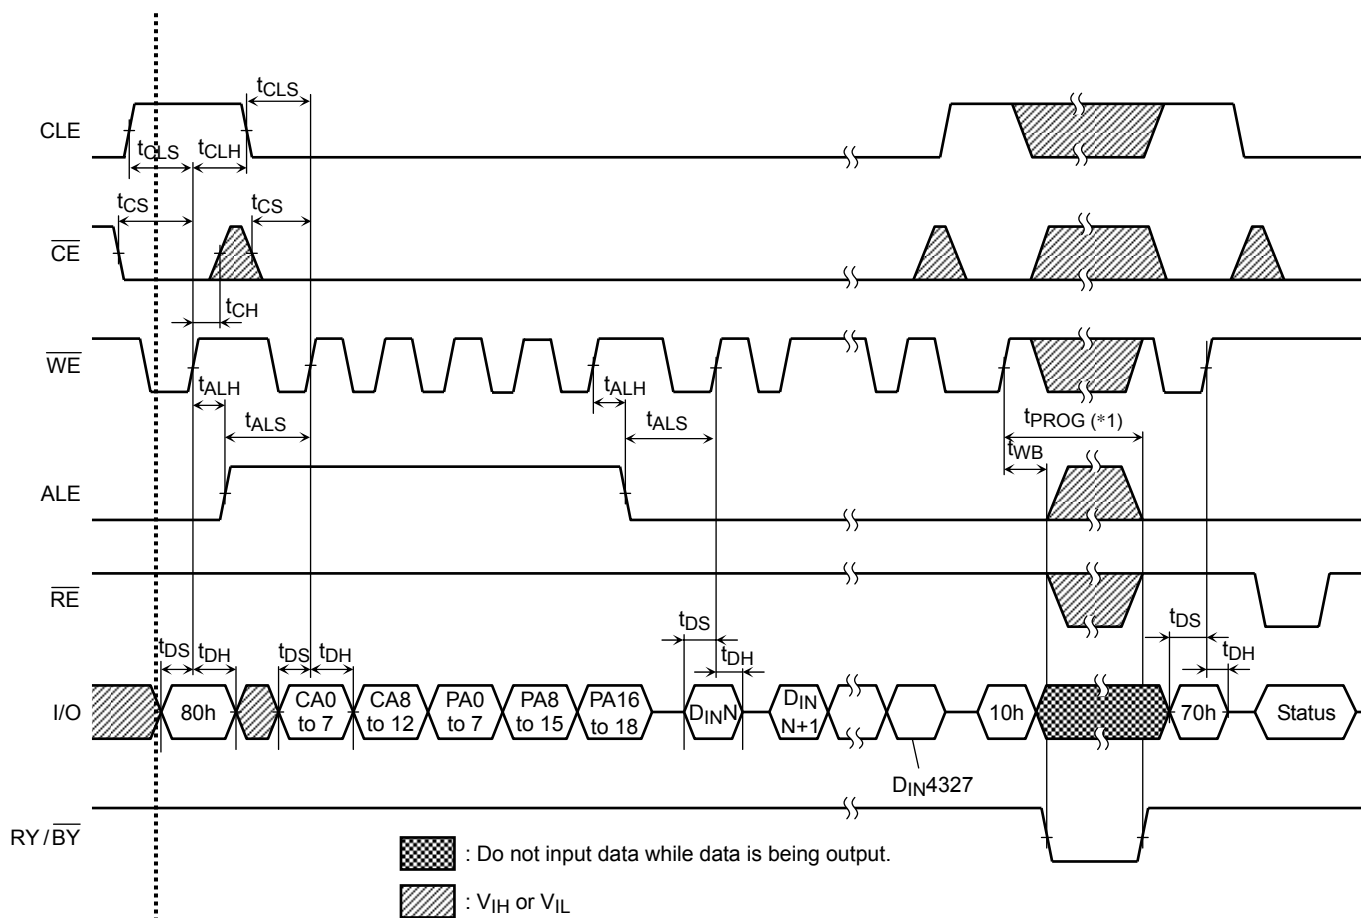 tCLS
CLE
tCLS tCLH
tCS tCS
CE
tCH
WE
tALH tALH
tALS tALS tPROG (*1)
tWB
ALE
RE
tDS tDH tDS tDH tDS tDH tDS tDH
I/O 80h CA0 to 7 CA8 to 12 PA0 to 7 PA8 to 15 PA16 to 18 DINN DIN N+1 10h 70h Status
DIN4327
RY/BY
: Do not input data while data is being output.
: VIH or VIL